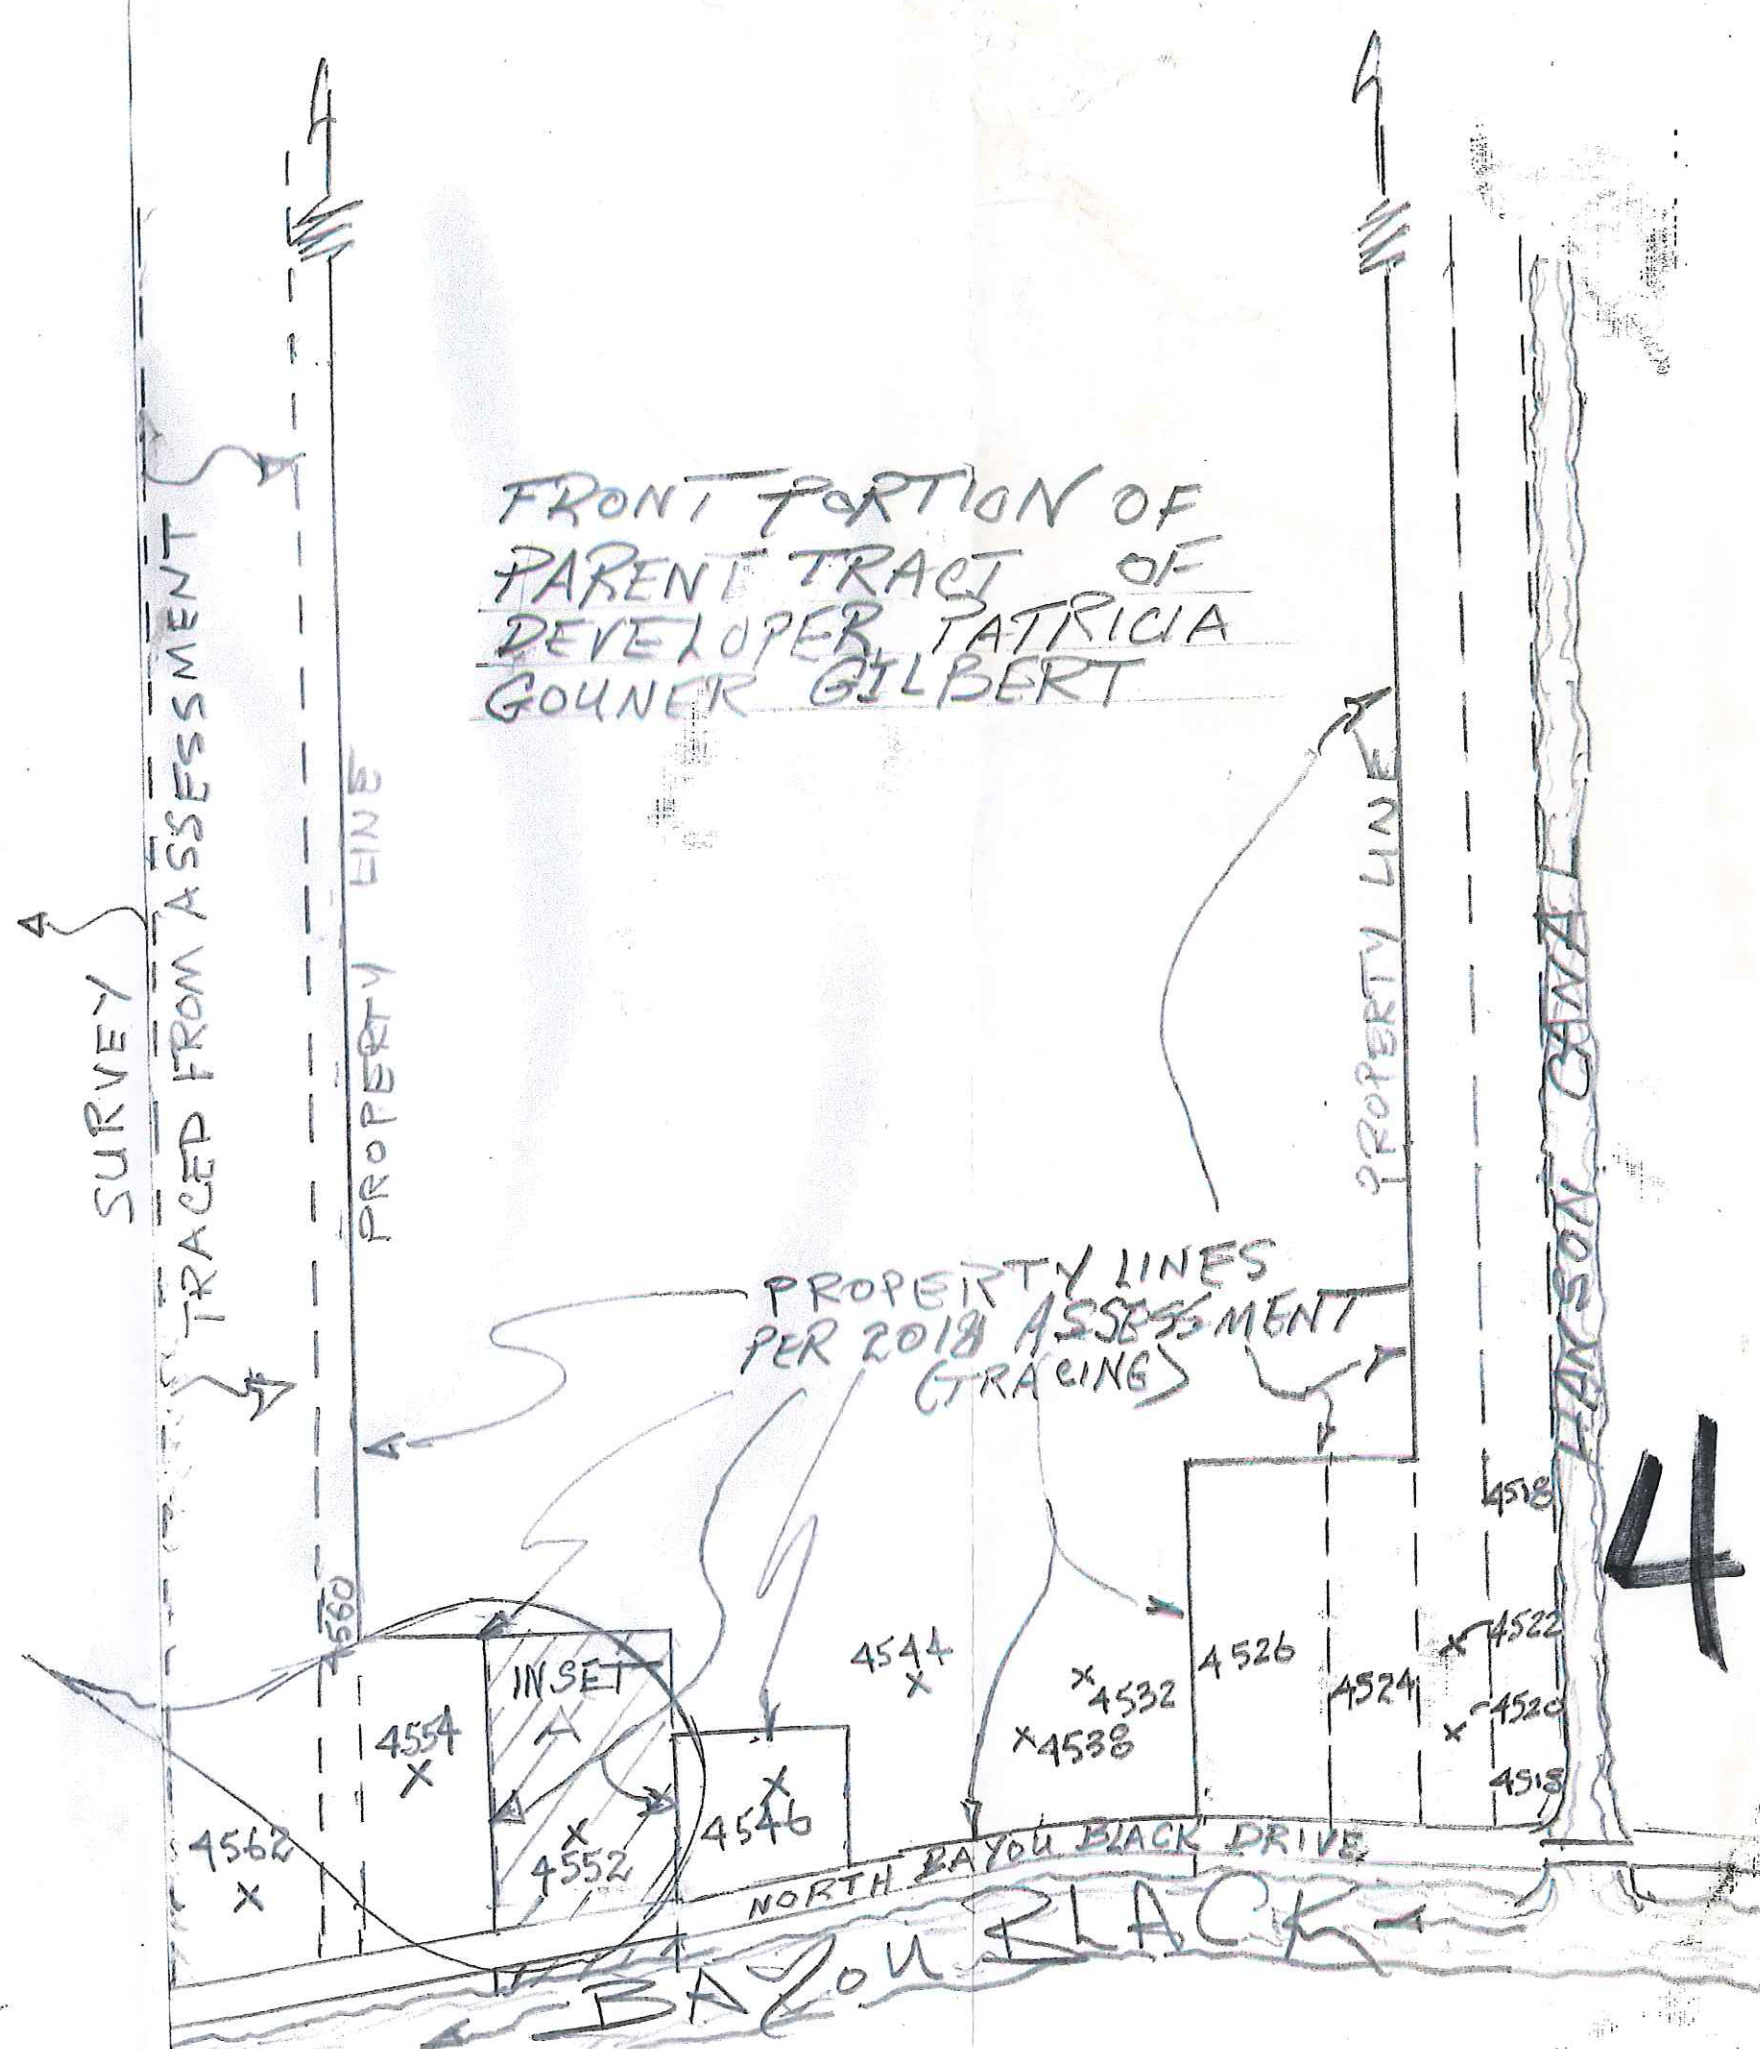 FRONT PORTION OF
PARENT TRACT OF
DEVELOPER, PATRICIA
GOUNER GILBERT
SURVEY
TRACED FROM ASSESSMENT
PROPERTY LINE
PROPERTY LINE
HANSON CANAL
PROPERTY LINES
PER 2018 ASSESSMENT
(TRACING)
4
4518
4560
4522
4520
4518
4524
4526
4532
4538
4544
INSET
A
4554
4552
4546
4562
NORTH BAYOU BLACK DRIVE
BAYOU BLACK